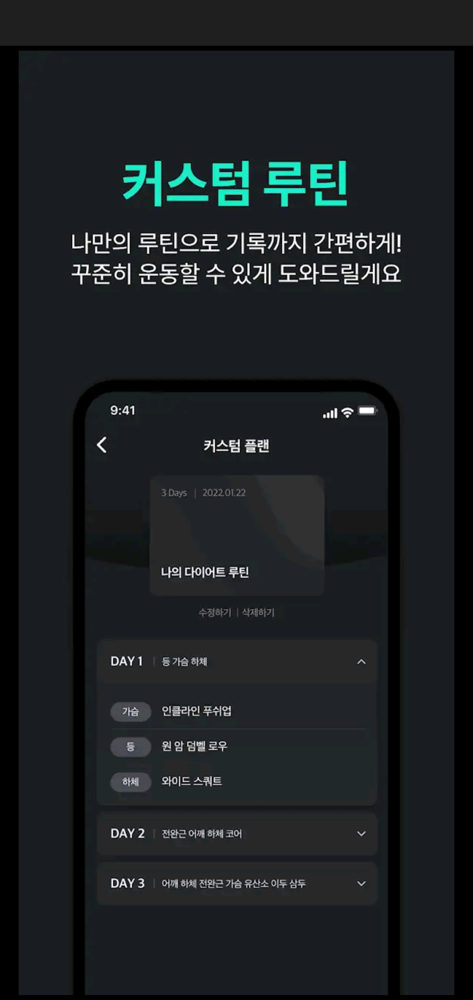 커스텀 루틴
나만의 루틴으로 기록까지 간편하게!
꾸준히 운동할 수 있게 도와드릴게요
9:41
커스텀 플랜
3 Days | 2022.01.22
나의 다이어트 루틴
수정하기 | 삭제하기
DAY 1 | 등 가슴 하체
가슴 인클라인 푸쉬업
등 원 암 덤벨 로우
하체 와이드 스쿼트
DAY 2 | 전완근 어깨 하체 코어
DAY 3 | 어깨 하체 전완근 가슴 유산소 이두 삼두